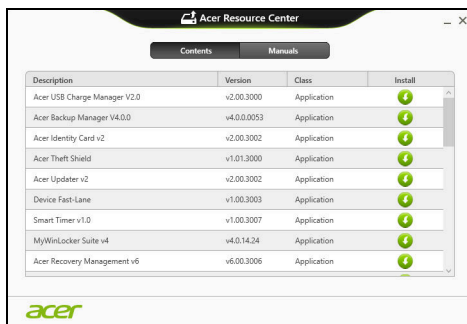 Acer Resource Center
Contents Manuals
Description Version Class Install
Acer USB Charge Manager V2.0 v2.00.3000 Application
Acer Backup Manager V4.0.0 v4.0.0.0053 Application
Acer Identity Card v2 v2.00.3002 Application
Acer Theft Shield v1.01.3000 Application
Acer Updater v2 v2.00.3002 Application
Device Fast-Lane v1.00.3003 Application
Smart Timer v1.0 v1.00.3007 Application
MyWinLocker Suite v4 v4.0.14.24 Application
Acer Recovery Management v6 v6.00.3006 Application
acer